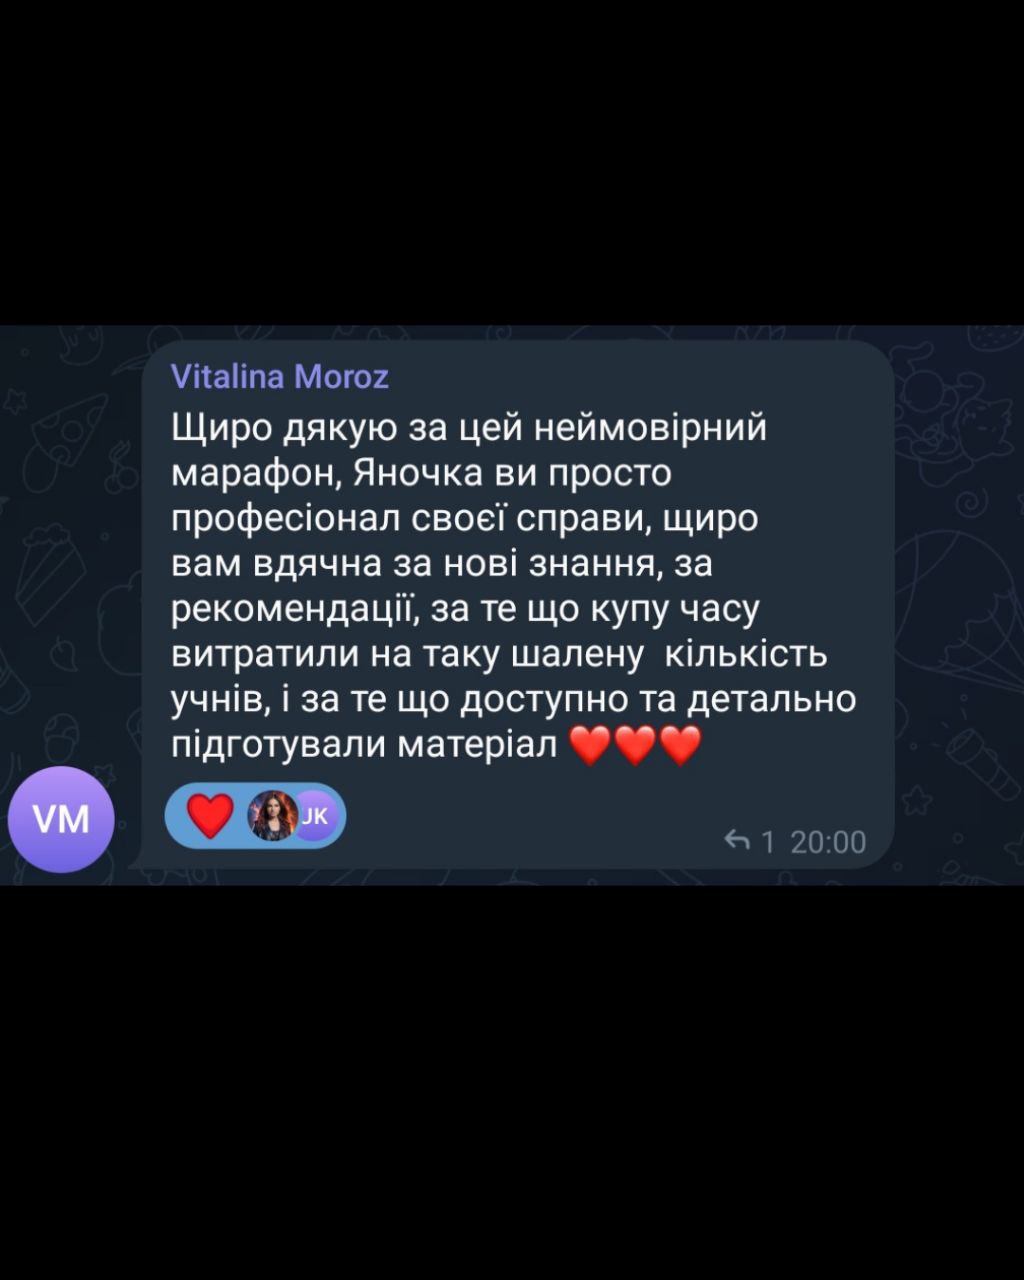 Vitalina Moroz
Щиро дякую за цей неймовірний
марафон, Яночка ви просто
професіонал своєї справи, щиро
вам вдячна за нові знання, за
рекомендації, за те що купу часу
витратили на таку шалену  кількість
учнів, і за те що доступно та детально
підготували матеріал ❤️❤️❤️
VM
❤️ JK
1 20:00